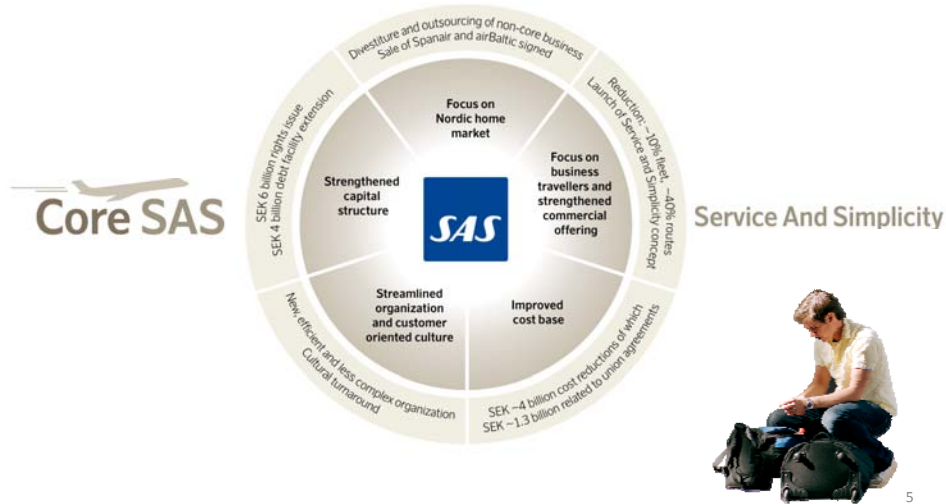 Divestiture and outsourcing of non-core business
Sale of Spanair and airBaltic signed
Reduction: ~10% fleet, ~40% routes
Launch of Service and Simplicity concept
SEK ~4 billion cost reductions of which
SEK ~1.3 billion related to union agreements
New, efficient and less complex organization
Cultural turnaround
SEK 6 billion rights issue
SEK 4 billion debt facility extension
Focus on
Nordic home
market
Focus on
business
travellers and
strengthened
commercial
offering
Improved
cost base
Streamlined
organization
and customer
oriented culture
Strengthened
capital
structure
SAS
Core SAS
Service And Simplicity
5